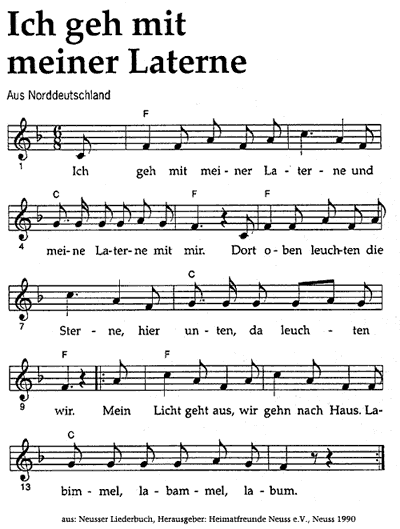 Ich geh mit
meiner Laterne
Aus Norddeutschland
F
1
Ich geh mit mei - ner La - ter - ne und
C F F
4
mei - ne La - ter - ne mit mir. Dort o - ben leuch - ten die
C
7
Ster - ne, hier un - ten, da leuch - ten
F F
9
wir. Mein Licht geht aus, wir gehn nach Haus. La-
C F
13
bim - mel, la - bam - mel, la - bum.
aus: Neusser Liederbuch, Herausgeber: Heimatfreunde Neuss e.V., Neuss 1990